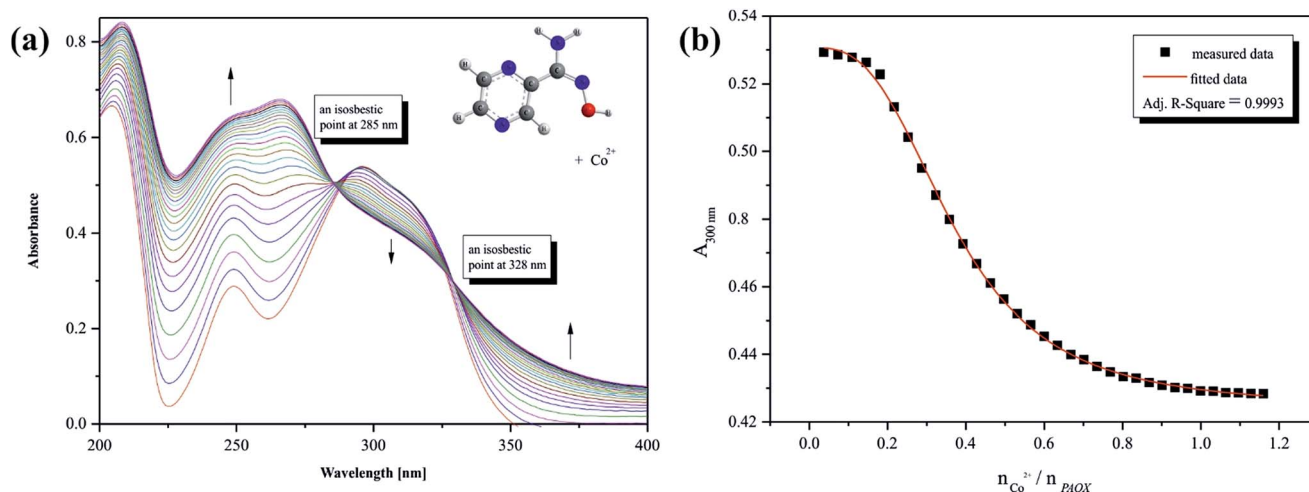 (a)
0.8
0.6
0.4
0.2
0.0
Absorbance
200
250
300
350
400
Wavelength [nm]
an isosbestic
point at 285 nm
an isosbestic
point at 328 nm
H
H
N
H
C
N
C
C
C
N
H
C
N
C
O
H
H
+ Co²⁺
(b)
0.54
0.52
0.50
0.8
0.46
0.44
0.42
A₃₀₀ ₙₘ
0.0
0.2
0.4
0.6
0.8
1.0
1.2
n Co²⁺ / n PAOX
measured data
fitted data
Adj. R-Square = 0.9993